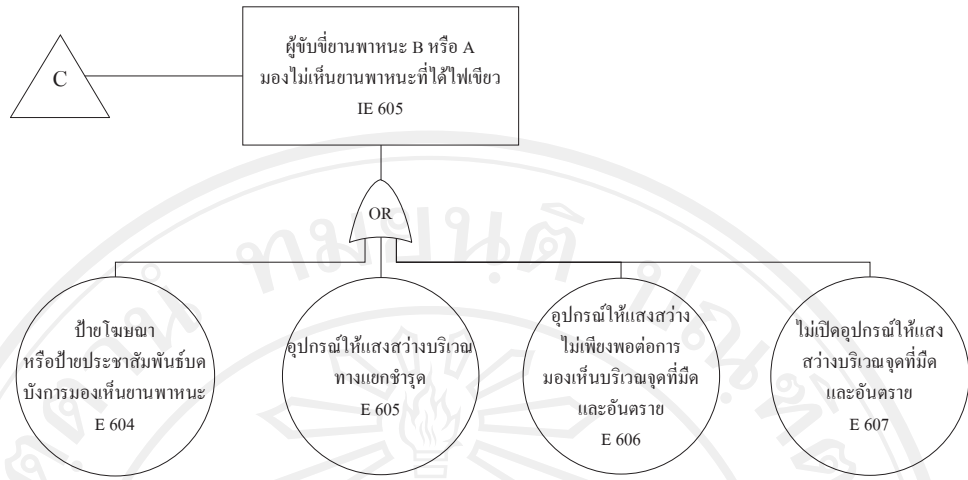 C
ผู้ขับขี่ยานพาหนะ B หรือ A
มองไม่เห็นยานพาหนะที่ได้ไฟเขียว
IE 605
OR
ป้ายโฆษณา
หรือป้ายประชาสัมพันธ์บด
บังการมองเห็นยานพาหนะ
E 604
อุปกรณ์ให้แสงสว่างบริเวณ
ทางแยกชำรุด
E 605
อุปกรณ์ให้แสงสว่าง
ไม่เพียงพอต่อการ
มองเห็นบริเวณจุดที่มืด
และอันตราย
E 606
ไม่เปิดอุปกรณ์ให้แสง
สว่างบริเวณจุดที่มืด
และอันตราย
E 607